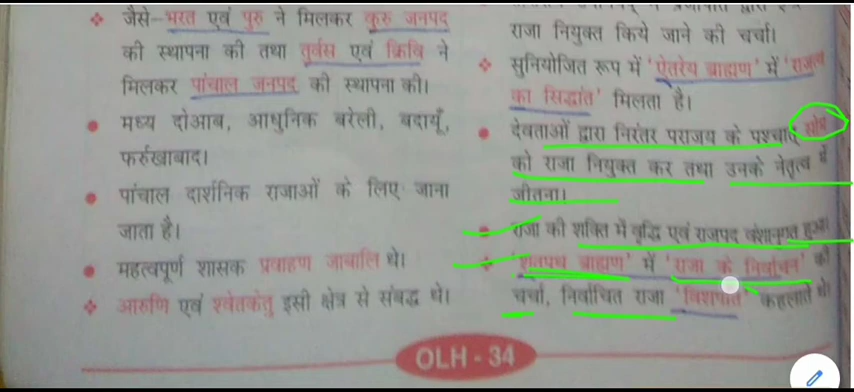 जैसे-भरत एवं पुरु ने मिलकर कुरु जनपद
की स्थापना की तथा तुर्वस एवं क्रिवि ने
मिलकर पांचाल जनपद की स्थापना की।
मध्य दोआब, आधुनिक बरेली, बदायूँ,
फर्रुखाबाद।
पांचाल दार्शनिक राजाओं के लिए जाना
जाता है।
महत्वपूर्ण शासक प्रवाहण जाबालि थे।
आरुणि एवं श्वेतकेतु इसी क्षेत्र से संबद्ध थे।
राजा नियुक्त किये जाने की चर्चा।
सुनियोजित रूप में 'ऐतरेय ब्राह्मण' में 'राजत्व
का सिद्धांत' मिलता है।
देवताओं द्वारा निरंतर पराजय के पश्चात् सोम
को राजा नियुक्त कर तथा उनके नेतृत्व में
जीतना।
राजा की शक्ति में वृद्धि एवं राजपद वंशानुगत हुआ।
'शतपथ ब्राह्मण' में 'राजा के निर्वाचन' की
चर्चा, निर्वाचित राजा 'विशपति' कहलाते थे।
OLH - 34